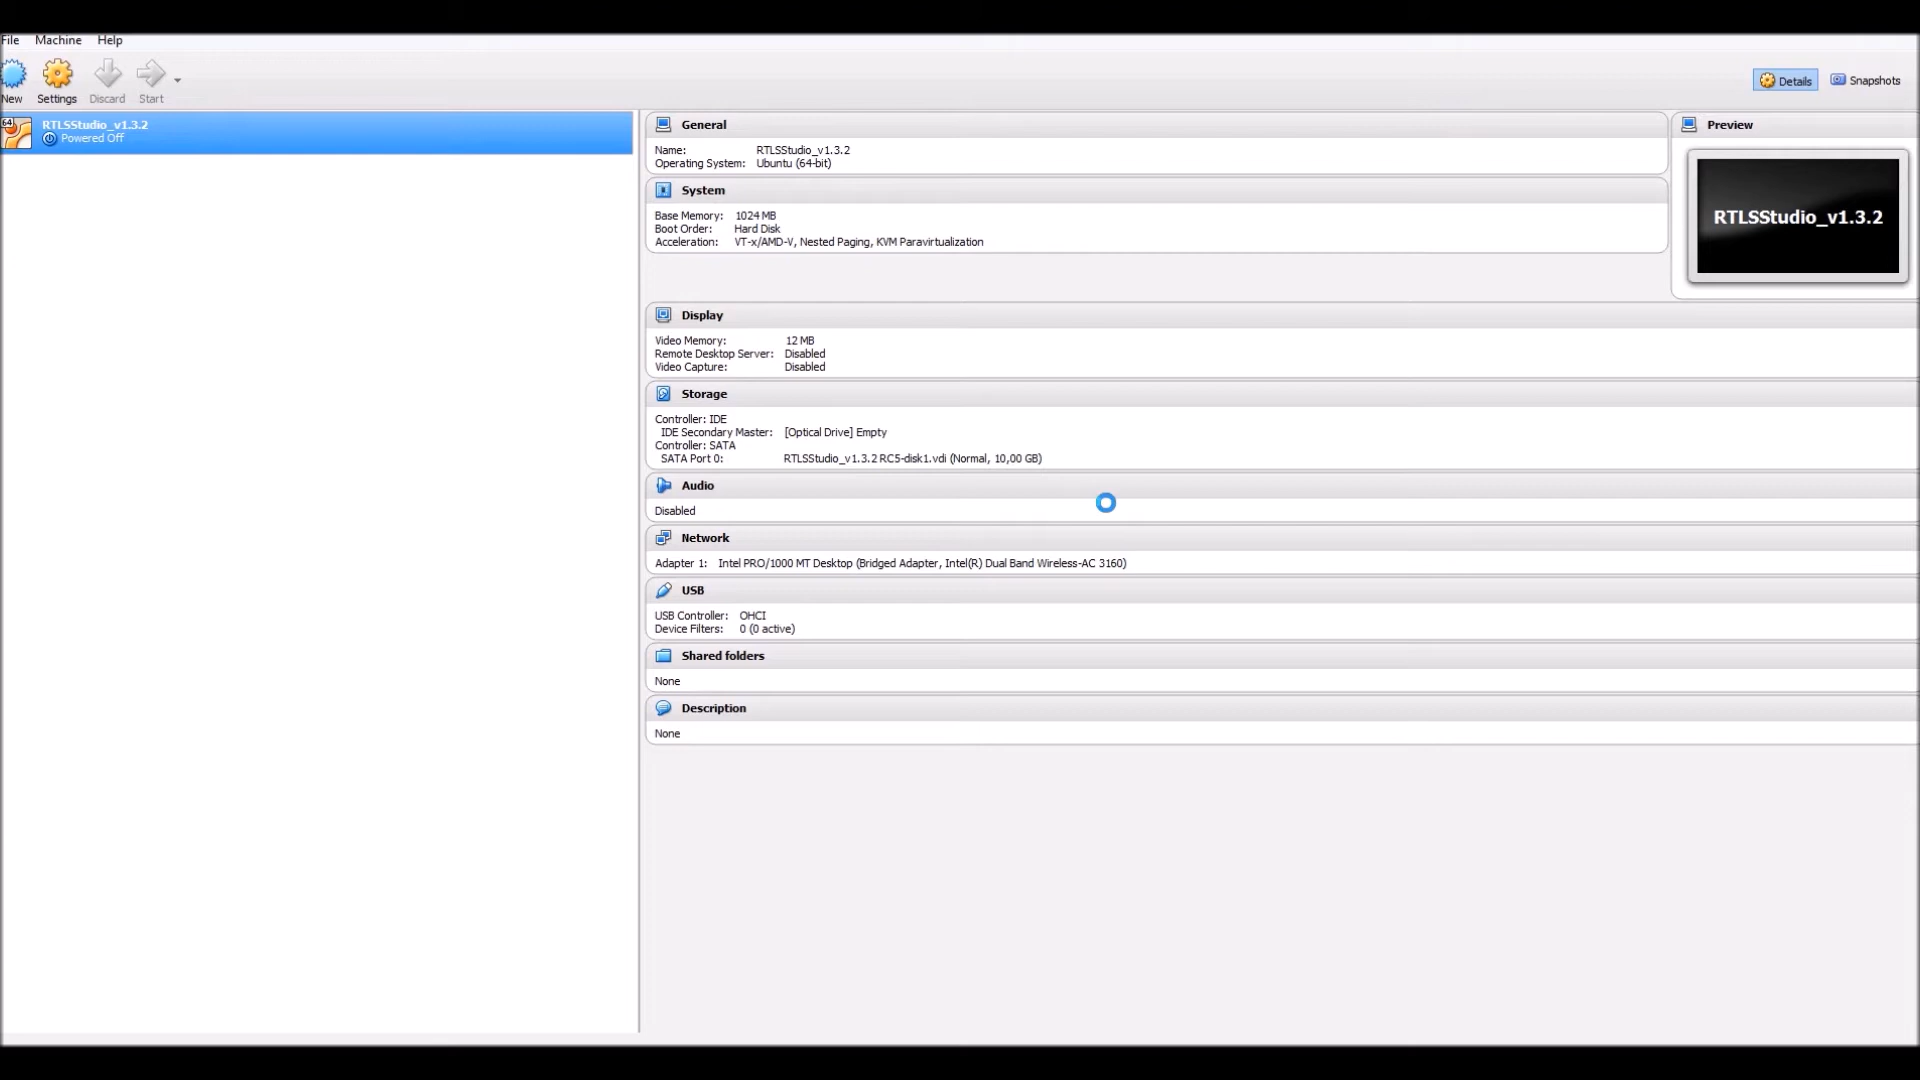 File Machine Help
New Settings Discard Start
Details Snapshots
64
RTLSStudio_v1.3.2
Powered Off
General
Name: RTLSStudio_v1.3.2
Operating System: Ubuntu (64-bit)
System
Base Memory: 1024 MB
Boot Order: Hard Disk
Acceleration: VT-x/AMD-V, Nested Paging, KVM Paravirtualization
Preview
RTLSStudio_v1.3.2
Display
Video Memory: 12 MB
Remote Desktop Server: Disabled
Video Capture: Disabled
Storage
Controller: IDE
IDE Secondary Master: [Optical Drive] Empty
Controller: SATA
SATA Port 0: RTLSStudio_v1.3.2 RC5-disk1.vdi (Normal, 10,00 GB)
Audio
Disabled
Network
Adapter 1: Intel PRO/1000 MT Desktop (Bridged Adapter, Intel(R) Dual Band Wireless-AC 3160)
USB
USB Controller: OHCI
Device Filters: 0 (0 active)
Shared folders
None
Description
None